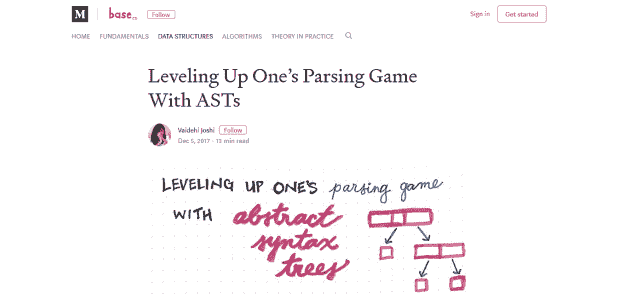 M base.cs Follow Sign in Get started
HOME FUNDAMENTALS DATA STRUCTURES ALGORITHMS THEORY IN PRACTICE
Leveling Up One's Parsing Game
With ASTs
Vaidehi Joshi Follow
Dec 5, 2017 · 13 min read
LEVELING UP ONE'S parsing game
WITH abstract
syntax
trees